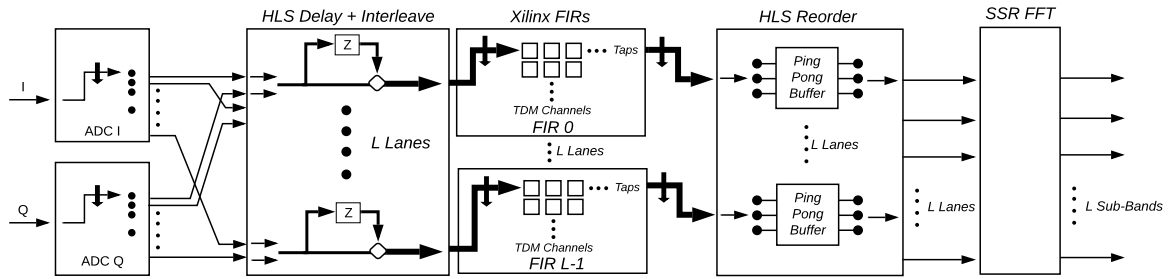 HLS Delay + Interleave
Xilinx FIRs
HLS Reorder
SSR FFT
I
ADC I
Q
ADC Q
Z
L Lanes
Z
Taps
TDM Channels
FIR 0
L Lanes
Taps
TDM Channels
FIR L-1
Ping
Pong
Buffer
L Lanes
Ping
Pong
Buffer
L Lanes
L Sub-Bands